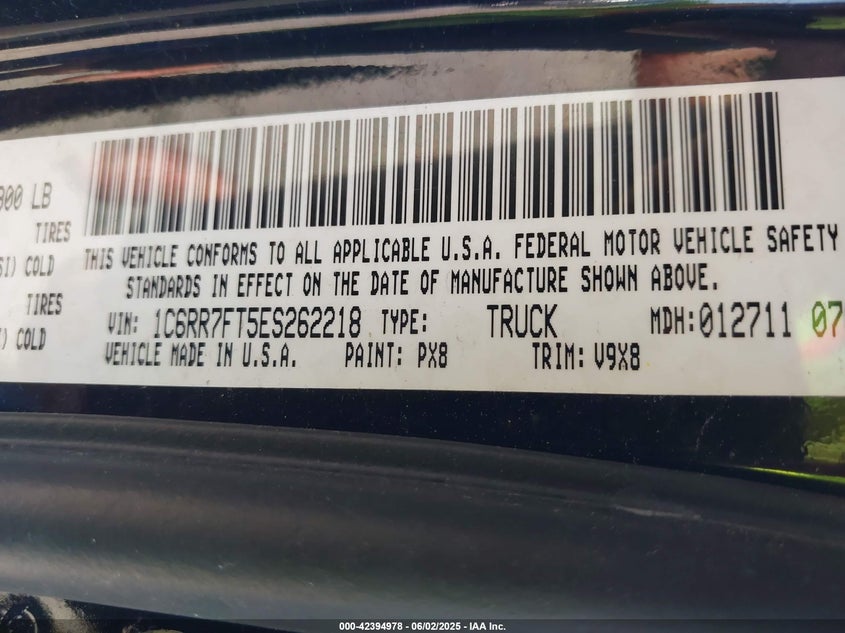 800 LB
TIRES
SI) COLD
TIRES
) COLD
THIS VEHICLE CONFORMS TO ALL APPLICABLE U.S.A. FEDERAL MOTOR VEHICLE SAFETY
STANDARDS IN EFFECT ON THE DATE OF MANUFACTURE SHOWN ABOVE.
VIN: 1C6RR7FT5ES262218 TYPE: TRUCK MDH:012711 07
VEHICLE MADE IN U.S.A. PAINT: PX8 TRIM: V9X8
000-42394978 - 06/02/2025 - IAA Inc.